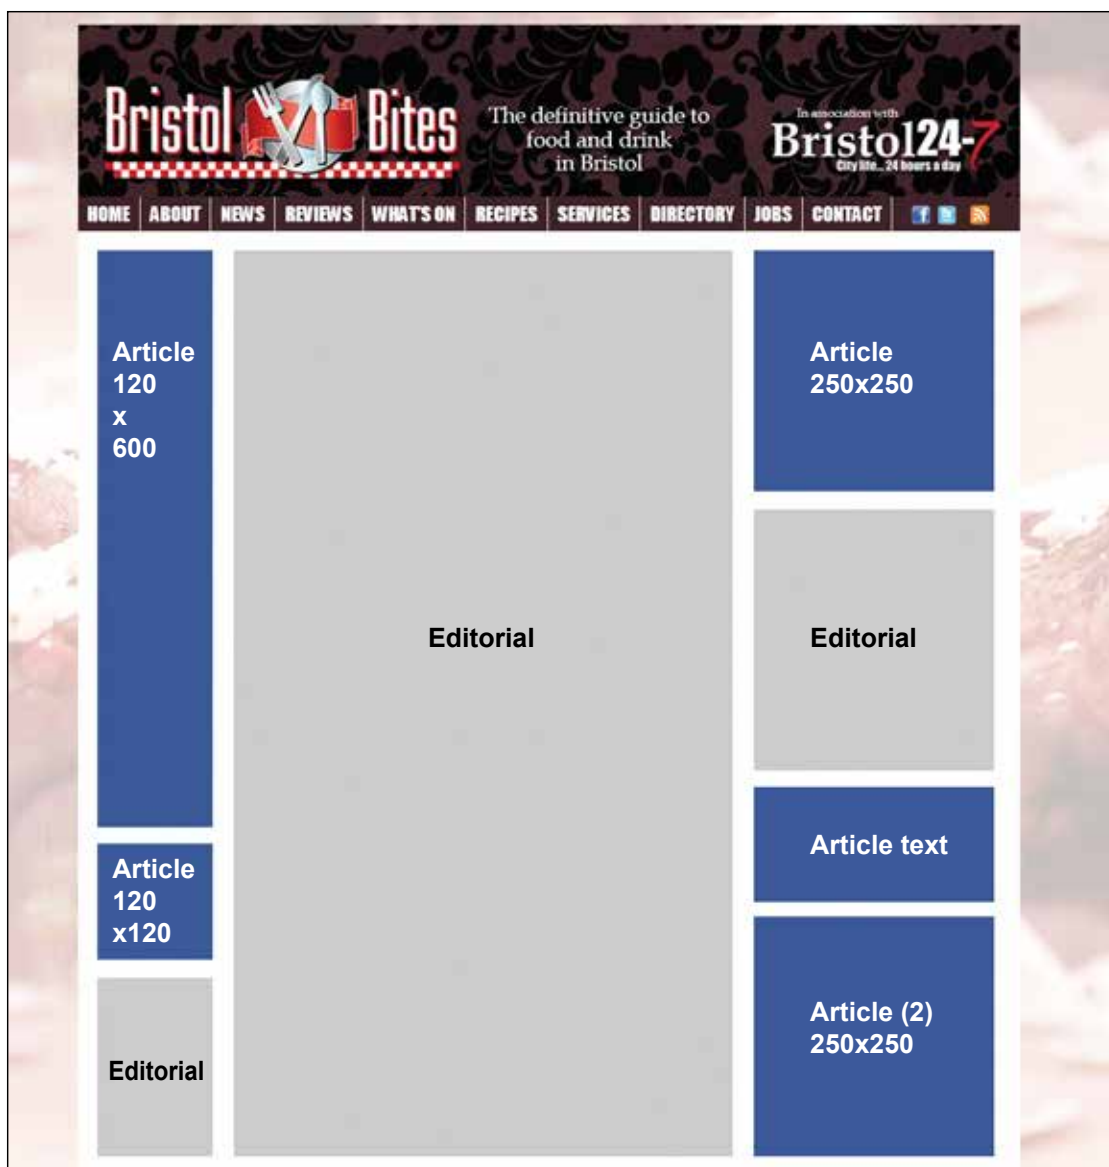 Bristol Bites
The definitive guide to
food and drink
in Bristol
In association with
Bristol24-7
City life... 24 hours a day
HOME ABOUT NEWS REVIEWS WHAT'S ON RECIPES SERVICES DIRECTORY JOBS CONTACT
Article
120
x
600
Article
120
x120
Editorial
Editorial
Article
250x250
Editorial
Article text
Article (2)
250x250